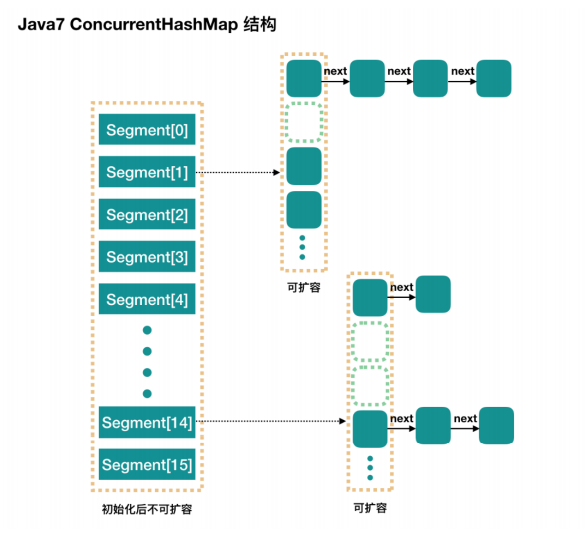 Java7 ConcurrentHashMap 结构
next
next
next
Segment[0]
Segment[1]
Segment[2]
Segment[3]
Segment[4]
可扩容
next
Segment[14]
next
next
Segment[15]
初始化后不可扩容
可扩容